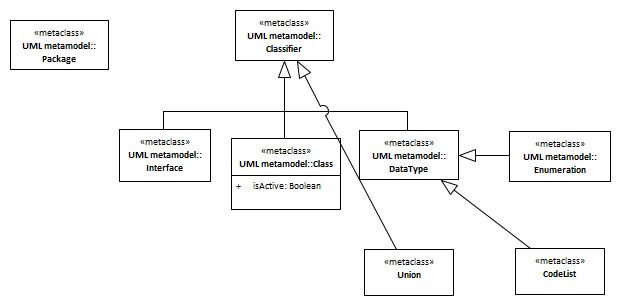 «metaclass»
UML metamodel::
Package
«metaclass»
UML metamodel::
Classifier
«metaclass»
UML metamodel::
Interface
«metaclass»
UML metamodel::Class
+ isActive: Boolean
«metaclass»
UML metamodel::
DataType
«metaclass»
UML metamodel::
Enumeration
«metaclass»
Union
«metaclass»
CodeList